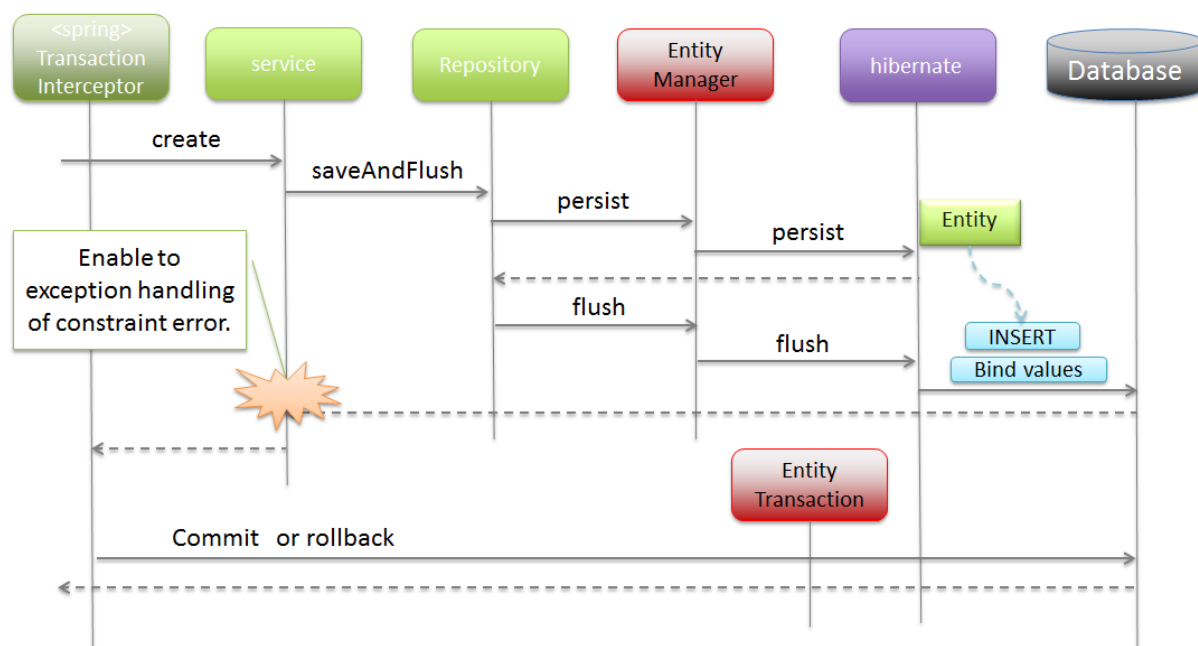 <spring>
Transaction
Interceptor
service
Repository
Entity
Manager
hibernate
Database
create
saveAndFlush
persist
persist
Entity
Enable to
exception handling
of constraint error.
flush
flush
INSERT
Bind values
Entity
Transaction
Commit or rollback